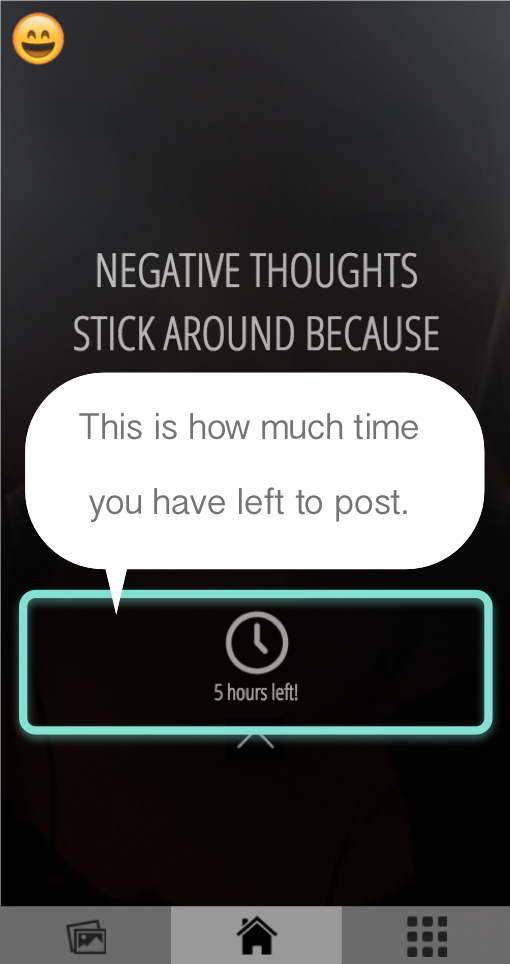 NEGATIVE THOUGHTS
STICK AROUND BECAUSE
This is how much time
you have left to post.
5 hours left!